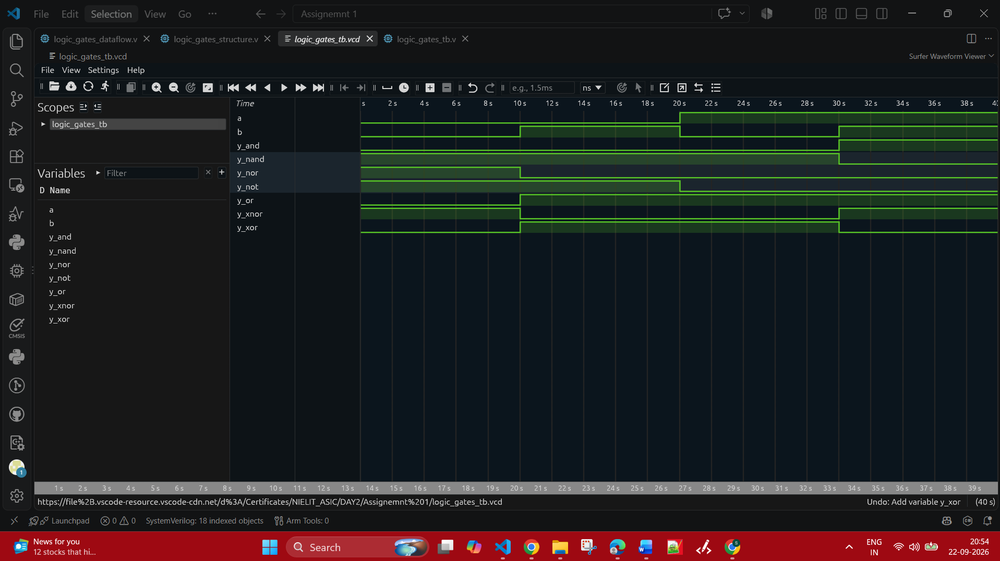 File Edit Selection View Go ··· Assignemnt 1
logic_gates_dataflow.v logic_gates_structure.v logic_gates_tb.vcd logic_gates_tb.v
logic_gates_tb.vcd Surfer Waveform Viewer
File View Settings Help
e.g., 1.5ms ns
Scopes
logic_gates_tb
Variables Filter
D Name
a
b
y_and
y_nand
y_nor
y_not
y_or
y_xnor
y_xor
Time s 2 s 4 s 6 s 8 s 10 s 12 s 14 s 16 s 18 s 20 s 22 s 24 s 26 s 28 s 30 s 32 s 34 s 36 s 38 s
a
b
y_and
y_nand
y_nor
y_not
y_or
y_xnor
y_xor
CMSIS
1
1 s 2 s 3 s 4 s 5 s 6 s 7 s 8 s 9 s 10 s 11 s 12 s 13 s 14 s 15 s 16 s 17 s 18 s 19 s 20 s 21 s 22 s 23 s 24 s 25 s 26 s 27 s 28 s 29 s 30 s 31 s 32 s 33 s 34 s 35 s 36 s 37 s 38 s 39 s
https://file%2B.vscode-resource.vscode-cdn.net/d%3A/Certificates/NIELIT_ASIC/DAY2/Assignemnt%201/logic_gates_tb.vcd Undo: Add variable y_xor (40 s)
Launchpad 0 0 SystemVerilog: 18 indexed objects Arm Tools: 0
News for you
12 stocks that hi...
Search
ENG
IN
20:54
22-09-2026